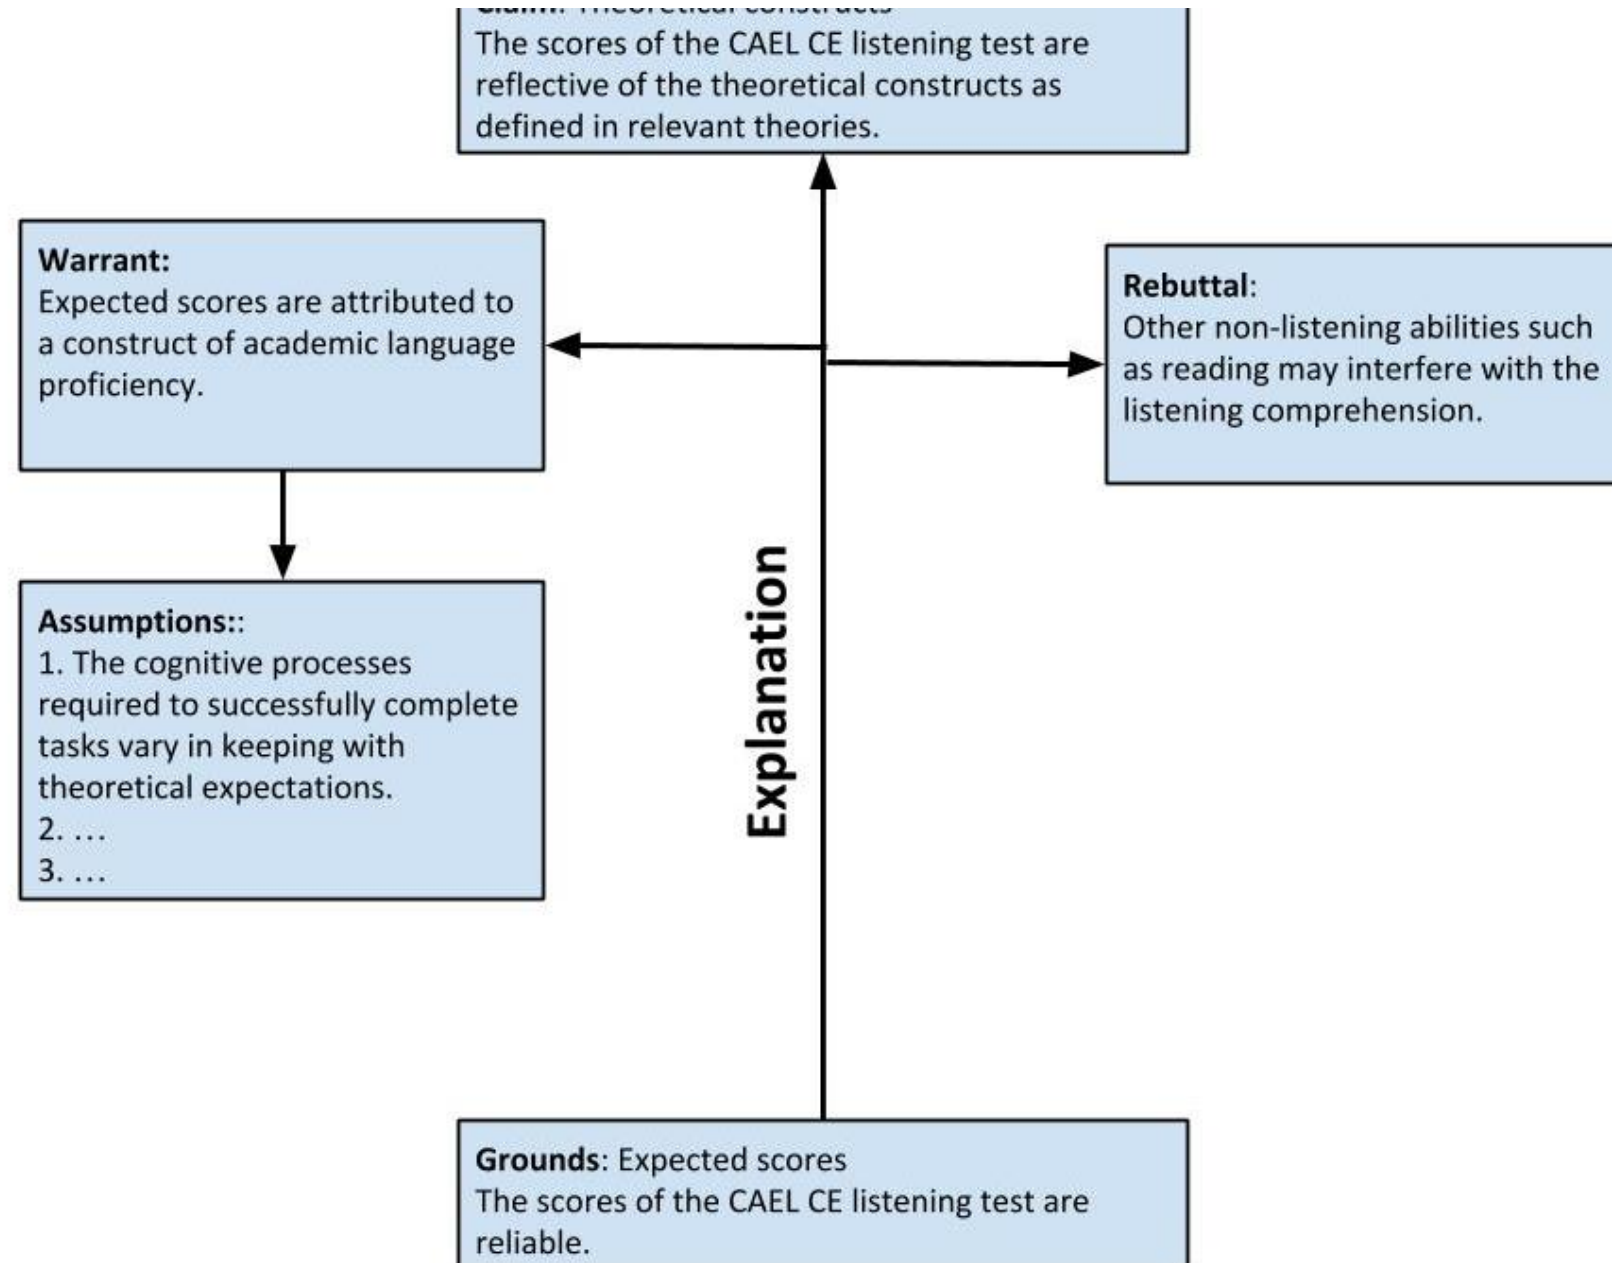 Claim: Theoretical constructs
The scores of the CAEL CE listening test are
reflective of the theoretical constructs as
defined in relevant theories.
Warrant:
Expected scores are attributed to
a construct of academic language
proficiency.
Rebuttal:
Other non-listening abilities such
as reading may interfere with the
listening comprehension.
Assumptions::
1. The cognitive processes
required to successfully complete
tasks vary in keeping with
theoretical expectations.
2. …
3. …
Explanation
Grounds: Expected scores
The scores of the CAEL CE listening test are
reliable.